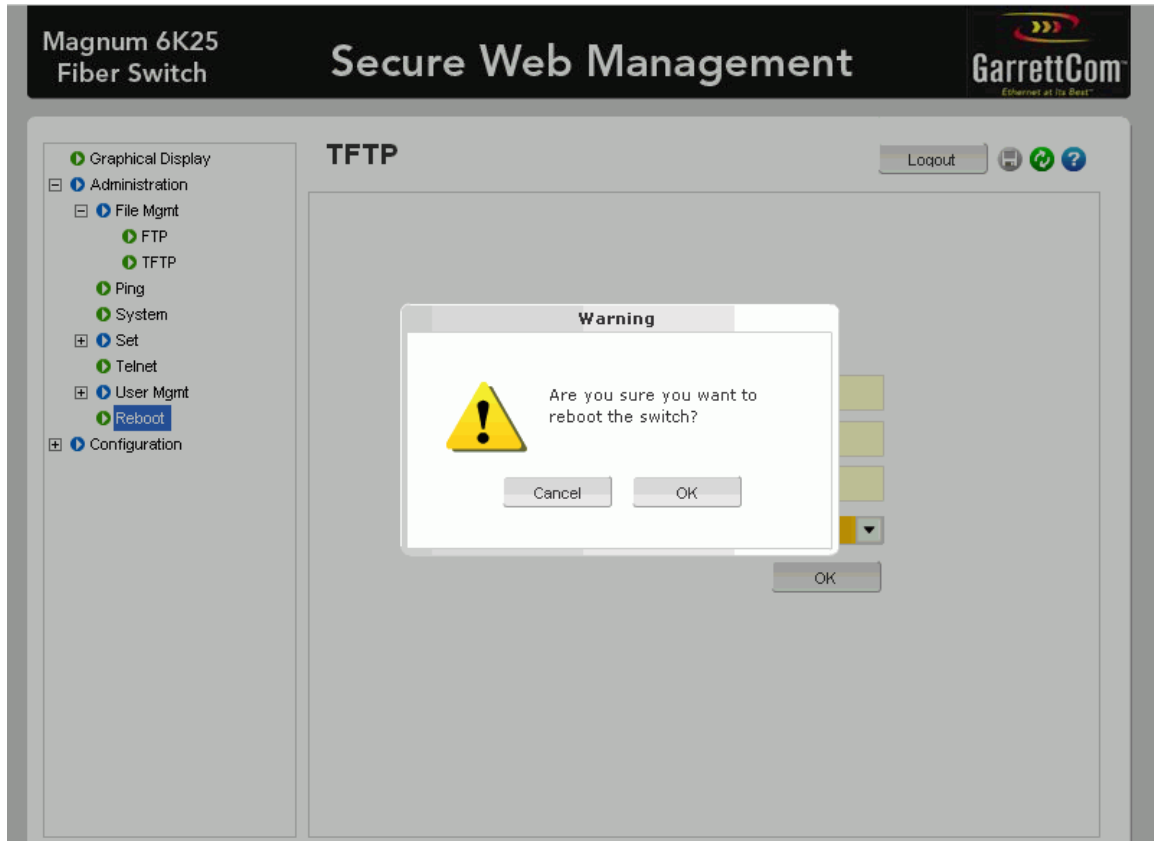 Magnum 6K25
Fiber Switch
Secure Web Management
GarrettCom™
Ethernet at Its Best™
Graphical Display
Administration
File Mgmt
FTP
TFTP
Ping
System
Set
Telnet
User Mgmt
Reboot
Configuration
TFTP
Logout
Warning
Are you sure you want to
reboot the switch?
Cancel
OK
OK